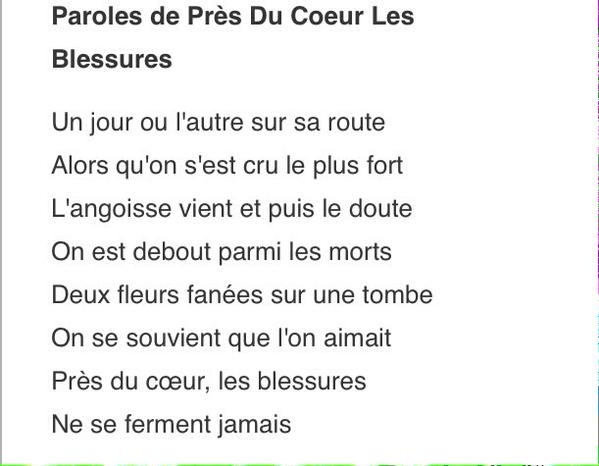 Paroles de Près Du Coeur Les
Blessures
Un jour ou l'autre sur sa route
Alors qu'on s'est cru le plus fort
L'angoisse vient et puis le doute
On est debout parmi les morts
Deux fleurs fanées sur une tombe
On se souvient que l'on aimait
Près du cœur, les blessures
Ne se ferment jamais